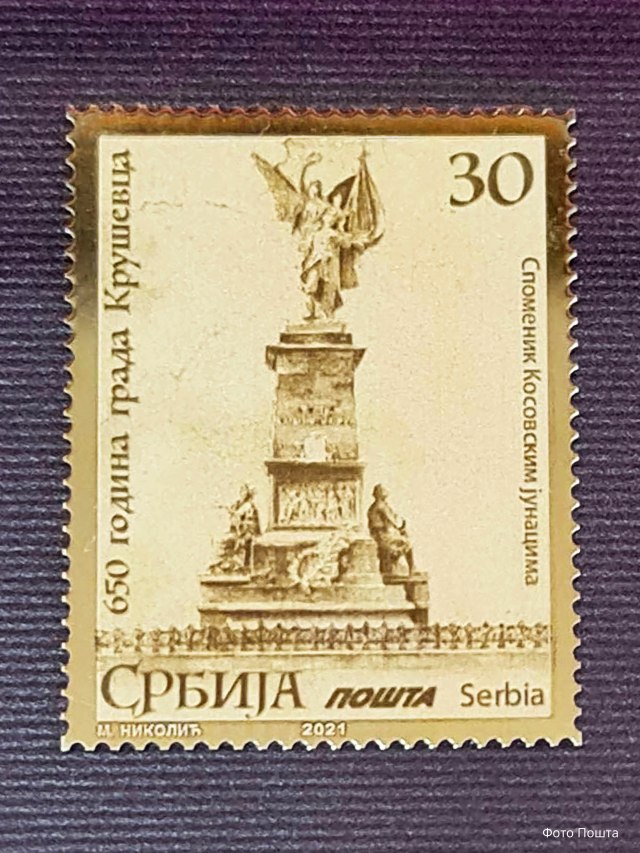 650 година града Крушевца
30
Споменик Косовским јунацима
СРБИЈА ПОШТА Serbia
М. НИКОЛИЋ 2021
Фото Пошта